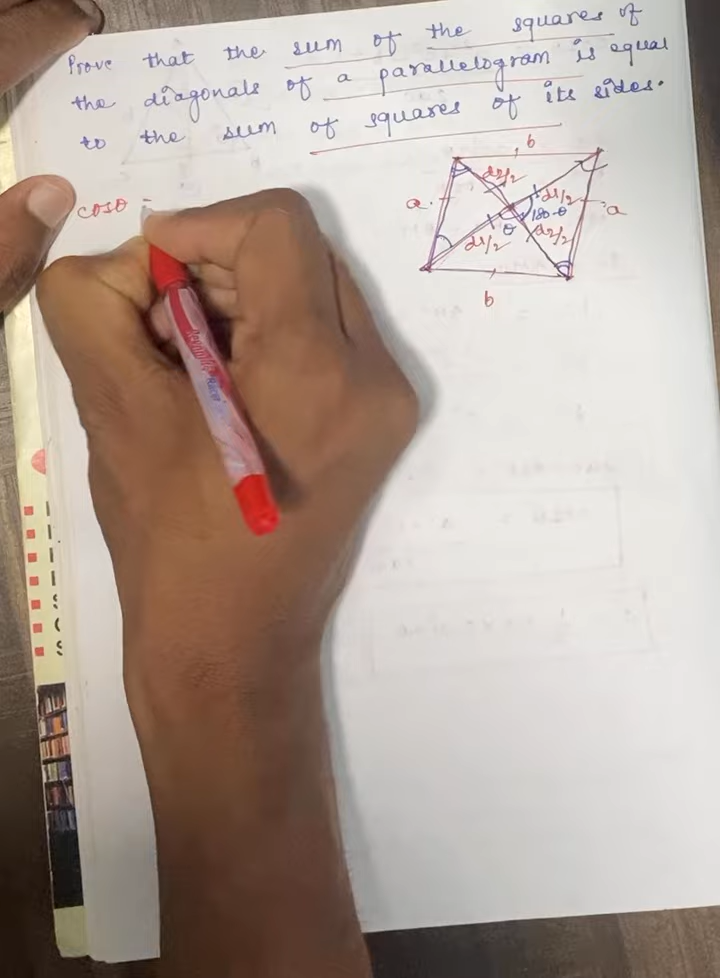 Prove that the sum of the squares of
the diagonals of a parallelogram is equal
to the sum of squares of its sides.
b
d2/2
a
d1/2
180-θ
a
θ
d1/2
d2/2
b
cosθ =